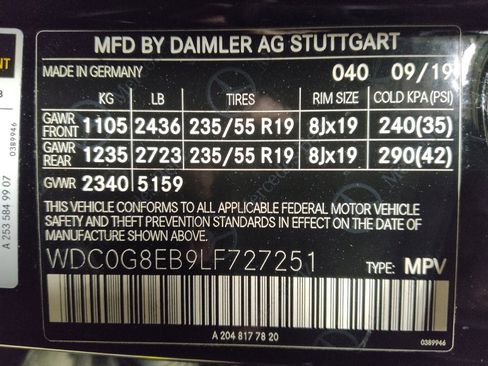 MFD BY DAIMLER AG STUTTGART
MADE IN GERMANY 040 09/19
KG LB TIRES RIM SIZE COLD KPA(PSI)
GAWR FRONT 1105 2436 235/55 R19 8Jx19 240(35)
GAWR REAR 1235 2723 235/55 R19 8Jx19 290(42)
GVWR 2340 5159
THIS VEHICLE CONFORMS TO ALL APPLICABLE FEDERAL MOTOR VEHICLE
SAFETY AND THEFT PREVENTION STANDARDS IN EFFECT ON THE DATE
OF MANUFACTURE SHOWN ABOVE.
WDC0G8EB9LF727251 TYPE: MPV
A 204 817 78 20
0389946
A 253 584 99 07
0389946